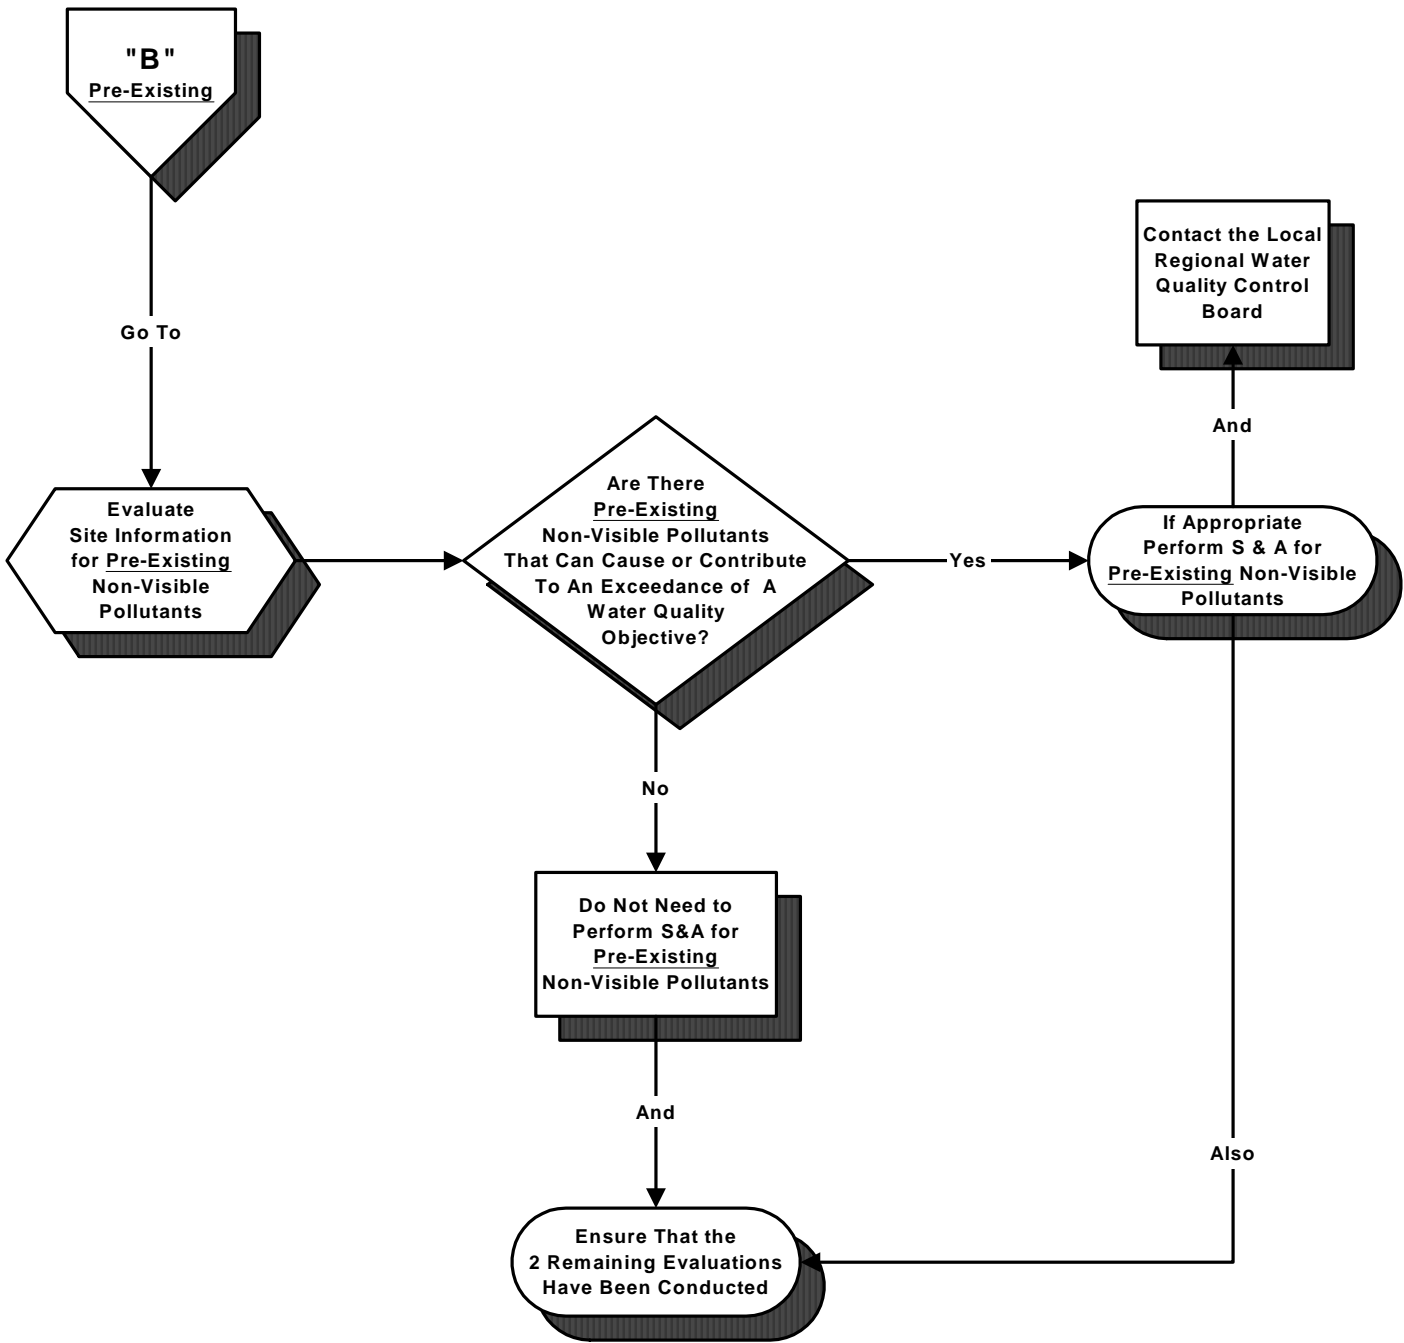 "B"
Pre-Existing
Go To
Evaluate
Site Information
for Pre-Existing
Non-Visible
Pollutants
Are There
Pre-Existing
Non-Visible Pollutants
That Can Cause or Contribute
To An Exceedance of A
Water Quality
Objective?
Yes
If Appropriate
Perform S & A for
Pre-Existing Non-Visible
Pollutants
And
Contact the Local
Regional Water
Quality Control
Board
No
Do Not Need to
Perform S&A for
Pre-Existing
Non-Visible Pollutants
And
Also
Ensure That the
2 Remaining Evaluations
Have Been Conducted